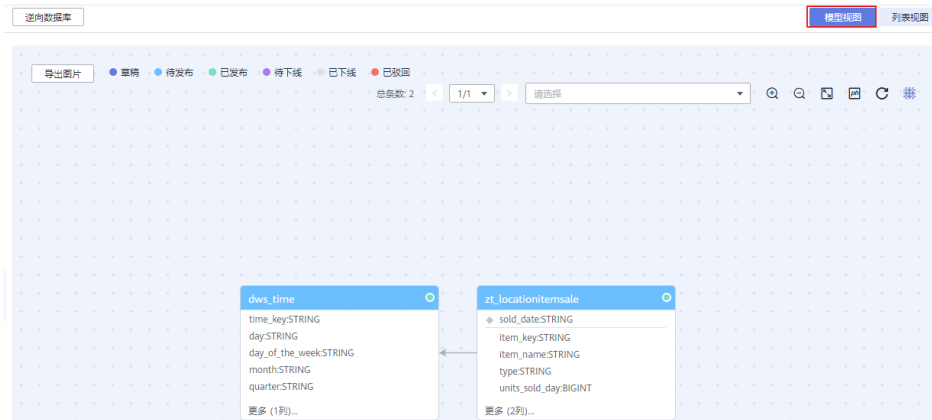 逆向数据库
模型视图
列表视图
导出图片
草稿
待发布
已发布
待下线
已下线
已驳回
总条数: 2
1/1
请选择
dws_time
time_key:STRING
day:STRING
day_of_the_week:STRING
month:STRING
quarter:STRING
更多 (1列)...
zt_locationitemsale
sold_date:STRING
item_key:STRING
item_name:STRING
type:STRING
units_sold_day:BIGINT
更多 (2列)...